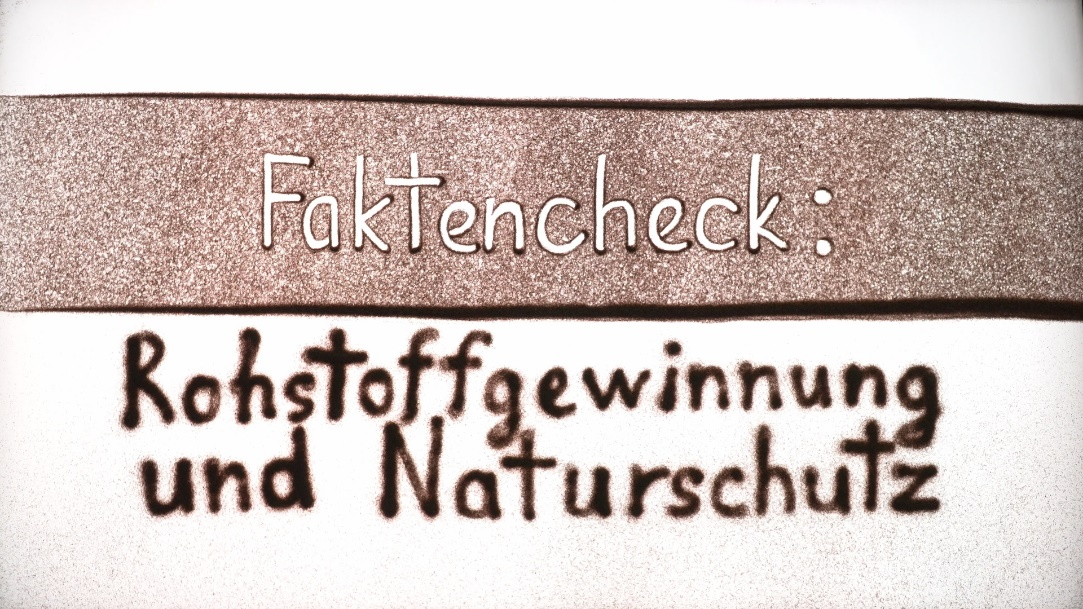 Faktencheck:
Rohstoffgewinnung
und Naturschutz